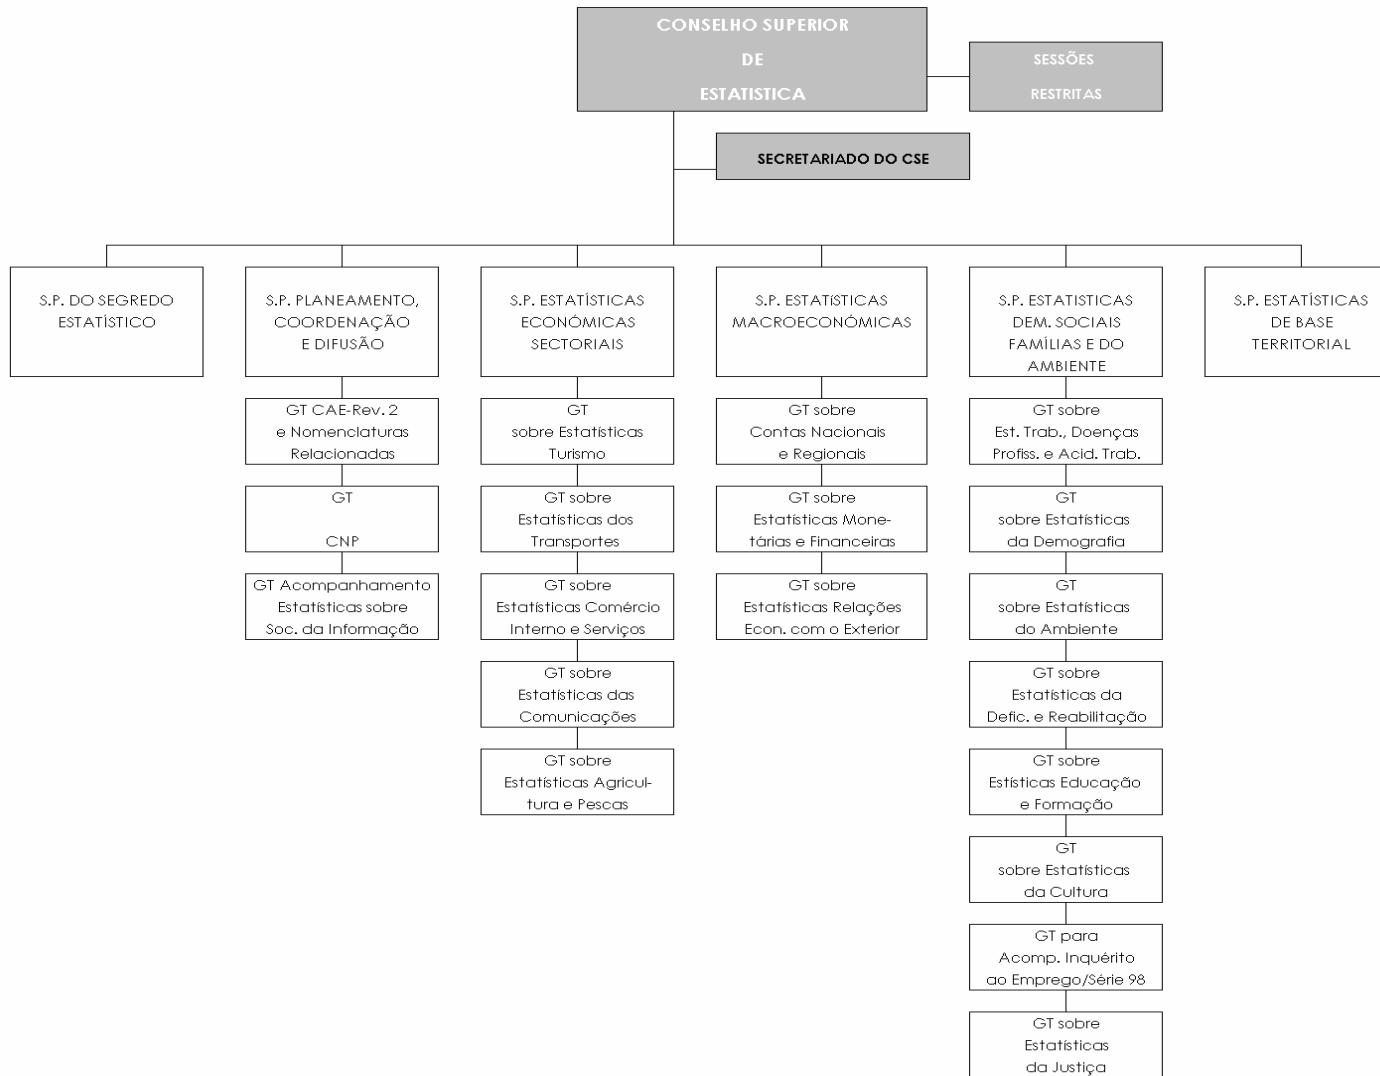 CONSELHO SUPERIOR
DE
ESTATISTICA
SESSÕES
RESTRITAS
SECRETARIADO DO CSE
S.P. DO SEGREDO
ESTATÍSTICO
S.P. PLANEAMENTO,
COORDENAÇÃO
E DIFUSÃO
GT CAE-Rev. 2
e Nomenclaturas
Relacionadas
GT
CNP
GT Acompanhamento
Estatísticas sobre
Soc. da Informação
S.P. ESTATÍSTICAS
ECONÓMICAS
SECTORIAIS
GT
sobre Estatísticas
Turismo
GT sobre
Estatísticas dos
Transportes
GT sobre
Estatísticas Comércio
Interno e Serviços
GT sobre
Estatísticas das
Comunicações
GT sobre
Estatísticas Agricul-
tura e Pescas
S.P. ESTATíSTICAS
MACROECONÓMICAS
GT sobre
Contas Nacionais
e Regionais
GT sobre
Estatísticas Mone-
tárias e Financeiras
GT sobre
Estatísticas Relações
Econ. com o Exterior
S.P. ESTATISTICAS
DEM. SOCIAIS
FAMÍLIAS E DO
AMBIENTE
GT sobre
Est. Trab., Doenças
Profiss. e Acid. Trab.
GT
sobre Estatísticas
da Demografia
GT
sobre Estatísticas
do Ambiente
GT sobre
Estatísticas da
Defic. e Reabilitação
GT sobre
Estísticas Educação
e Formação
GT
sobre Estatísticas
da Cultura
GT para
Acomp. Inquérito
ao Emprego/Série 98
GT sobre
Estatísticas
da Justiça
S.P. ESTATÍSTICAS
DE BASE
TERRITORIAL